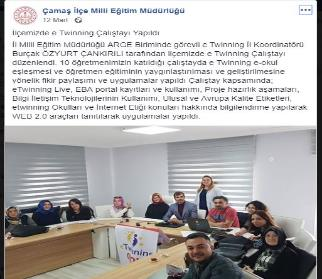 Çamaş İlçe Milli Eğitim Müdürlüğü
12 Mart
İlçemizde e Twinning Çalıştayı Yapıldı
İl Milli Eğitim Müdürlüğü ARGE Biriminde görevli e Twinning İl Koordinatörü
Burçak ÖZYURT ÇANKIRILI tarafından ilçemizde e Twinning Çalıştayı
düzenlendi. 10 öğretmenimizin katıldığı çalıştayda e Twinning e-okul
eşleşmesi ve öğretmen eğitiminin yaygınlaştırılması ve geliştirilmesine
yönelik fikir paylaşımı ve uygulamalar yapıldı. Çalıştay kapsamında;
eTwinning Live, EBA portal kayıtları ve kullanımı, Proje hazırlık aşamaları,
Bilgi İletişim Teknolojilerinin Kullanımı, Ulusal ve Avrupa Kalite Etiketleri,
etwinning Okulları ve İnternet Etiği konuları hakkında bilgilendirme yapılarak
WEB 2.0 araçları tanıtılarak uygulamalar yapıldı.
eTwinning